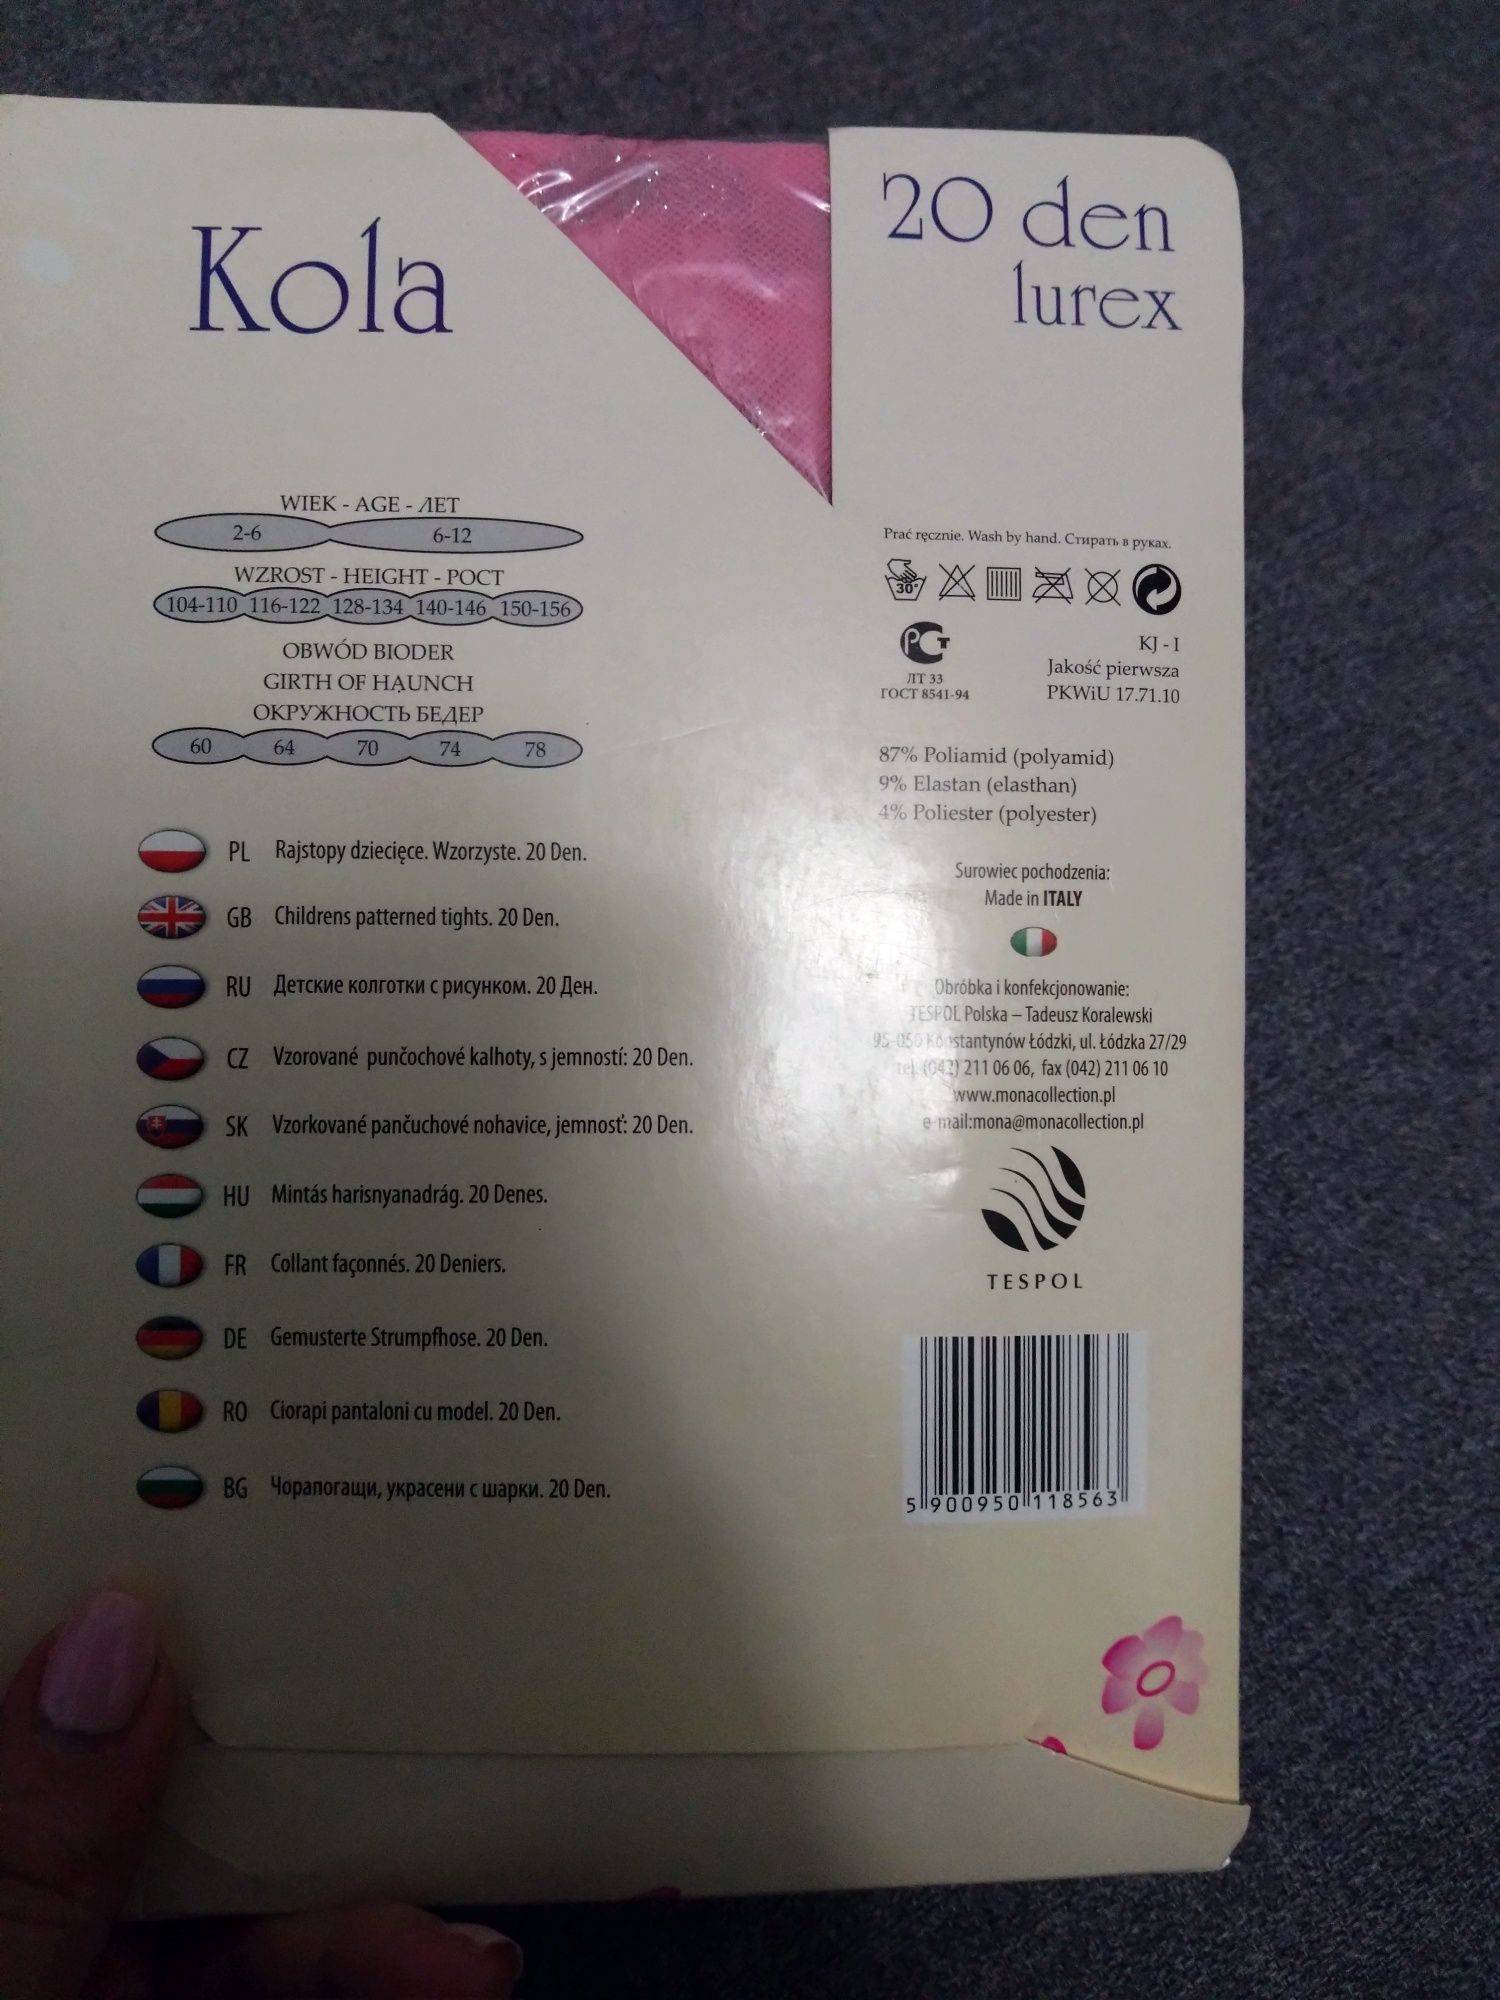 Kola
20 den
lurex
WIEK - AGE - ЛЕТ
2-6 6-12
WZROST - HEIGHT - РОСТ
104-110 116-122 128-134 140-146 150-156
OBWÓD BIODER
GIRTH OF HAUNCH
ОКРУЖНОСТЬ БЕДЕР
60 64 70 74 78
PL Rajstopy dziecięce. Wzorzyste. 20 Den.
GB Childrens patterned tights. 20 Den.
RU Детские колготки с рисунком. 20 Ден.
CZ Vzorované punčochové kalhoty, s jemností: 20 Den.
SK Vzorkované pančuchové nohavice, jemnosť: 20 Den.
HU Mintás harisnyanadrág. 20 Denes.
FR Collant façonnés. 20 Deniers.
DE Gemusterte Strumpfhose. 20 Den.
RO Ciorapi pantaloni cu model. 20 Den.
BG Чорапогащи, украсени с шарки. 20 Den.
Prać ręcznie. Wash by hand. Стирать в руках.
30°
РСТ
ЛТ 33
ГОСТ 8541-94
KJ - I
Jakość pierwsza
PKWiU 17.71.10
87% Poliamid (polyamid)
9% Elastan (elasthan)
4% Poliester (polyester)
Surowiec pochodzenia:
Made in ITALY
Obróbka i konfekcjonowanie:
TESPOL Polska – Tadeusz Koralewski
95-050 Konstantynów Łódzki, ul. Łódzka 27/29
tel. (042) 211 06 06, fax (042) 211 06 10
www.monacollection.pl
e-mail:mona@monacollection.pl
TESPOL
5 900950 118563